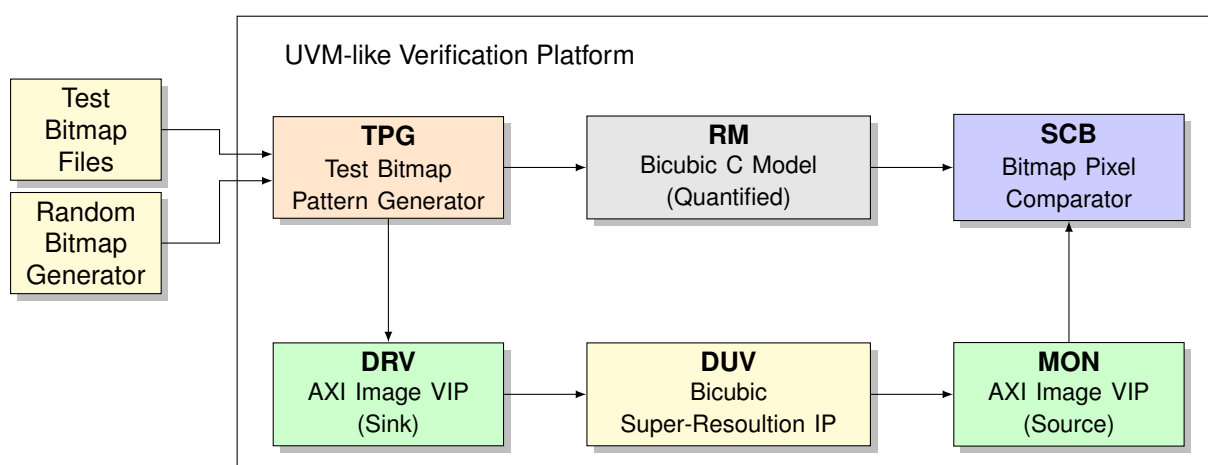 UVM-like Verification Platform
Test
Bitmap
Files
Random
Bitmap
Generator
TPG
Test Bitmap
Pattern Generator
RM
Bicubic C Model
(Quantified)
SCB
Bitmap Pixel
Comparator
DRV
AXI Image VIP
(Sink)
DUV
Bicubic
Super-Resoultion IP
MON
AXI Image VIP
(Source)